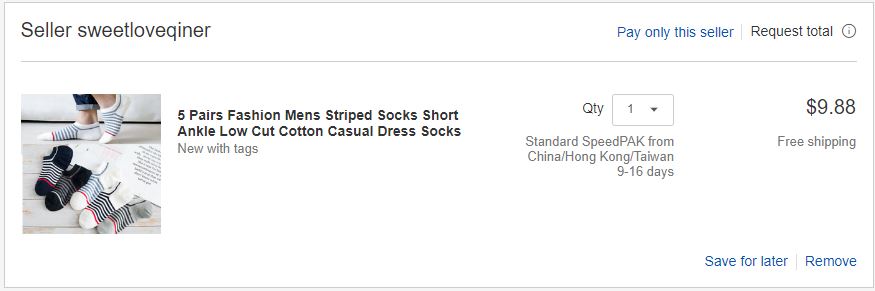 Seller sweetloveqiner
Pay only this seller
Request total
5 Pairs Fashion Mens Striped Socks Short
Ankle Low Cut Cotton Casual Dress Socks
New with tags
Qty 1
$9.88
Standard SpeedPAK from
China/Hong Kong/Taiwan
9-16 days
Free shipping
Save for later
Remove